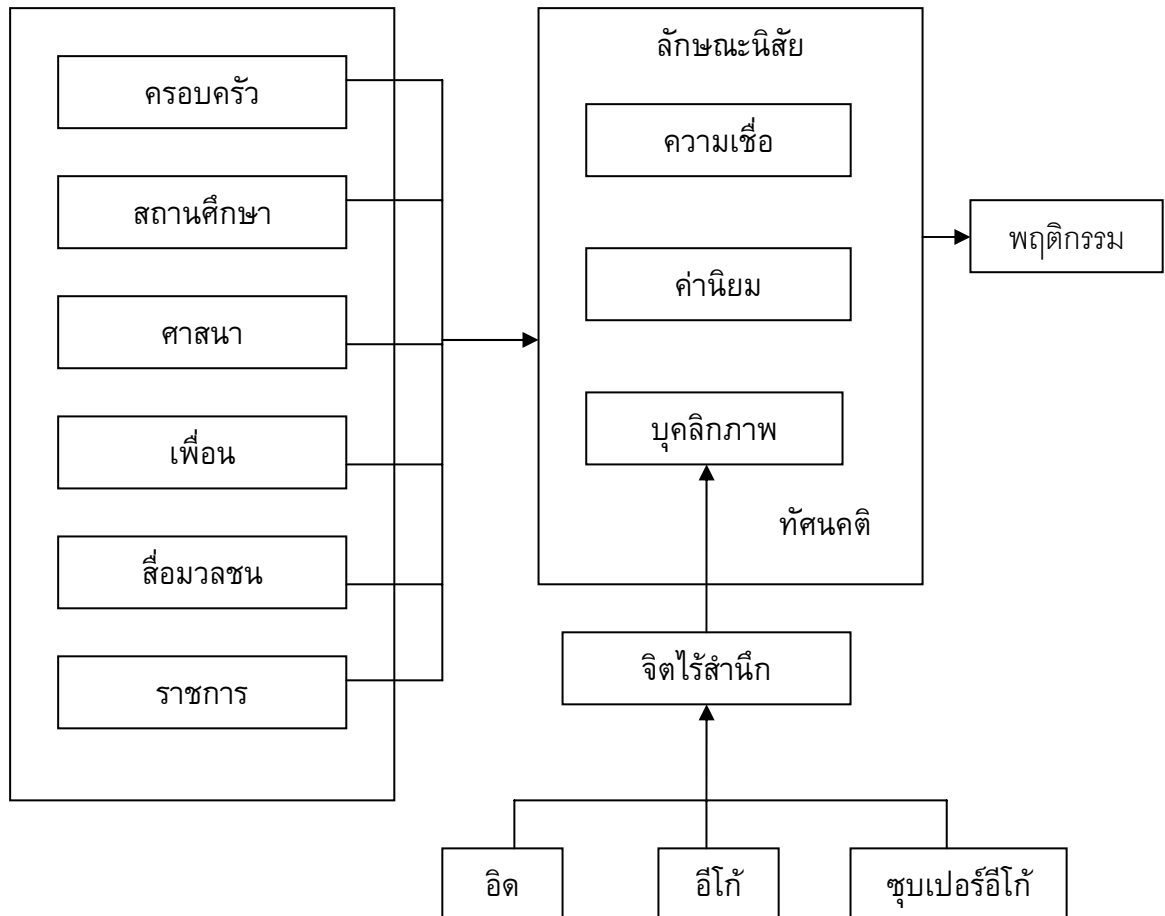 ครอบครัว
สถานศึกษา
ศาสนา
เพื่อน
สื่อมวลชน
ราชการ
ลักษณะนิสัย
ความเชื่อ
ค่านิยม
บุคลิกภาพ
ทัศนคติ
พฤติกรรม
จิตไร้สำนึก
อิด
อีโก้
ซุบเปอร์อีโก้